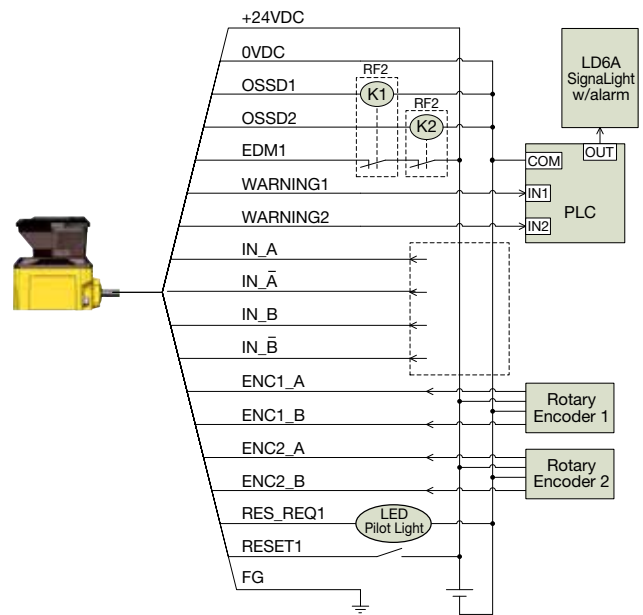 +24VDC
0VDC
OSSD1
OSSD2
EDM1
WARNING1
WARNING2
IN_A
IN_A̅
IN_B
IN_B̅
ENC1_A
ENC1_B
ENC2_A
ENC2_B
RES_REQ1
RESET1
FG
RF2
K1
RF2
K2
LED
Pilot Light
LD6A
SignaLight
w/alarm
OUT
COM
IN1
IN2
PLC
Rotary
Encoder 1
Rotary
Encoder 2